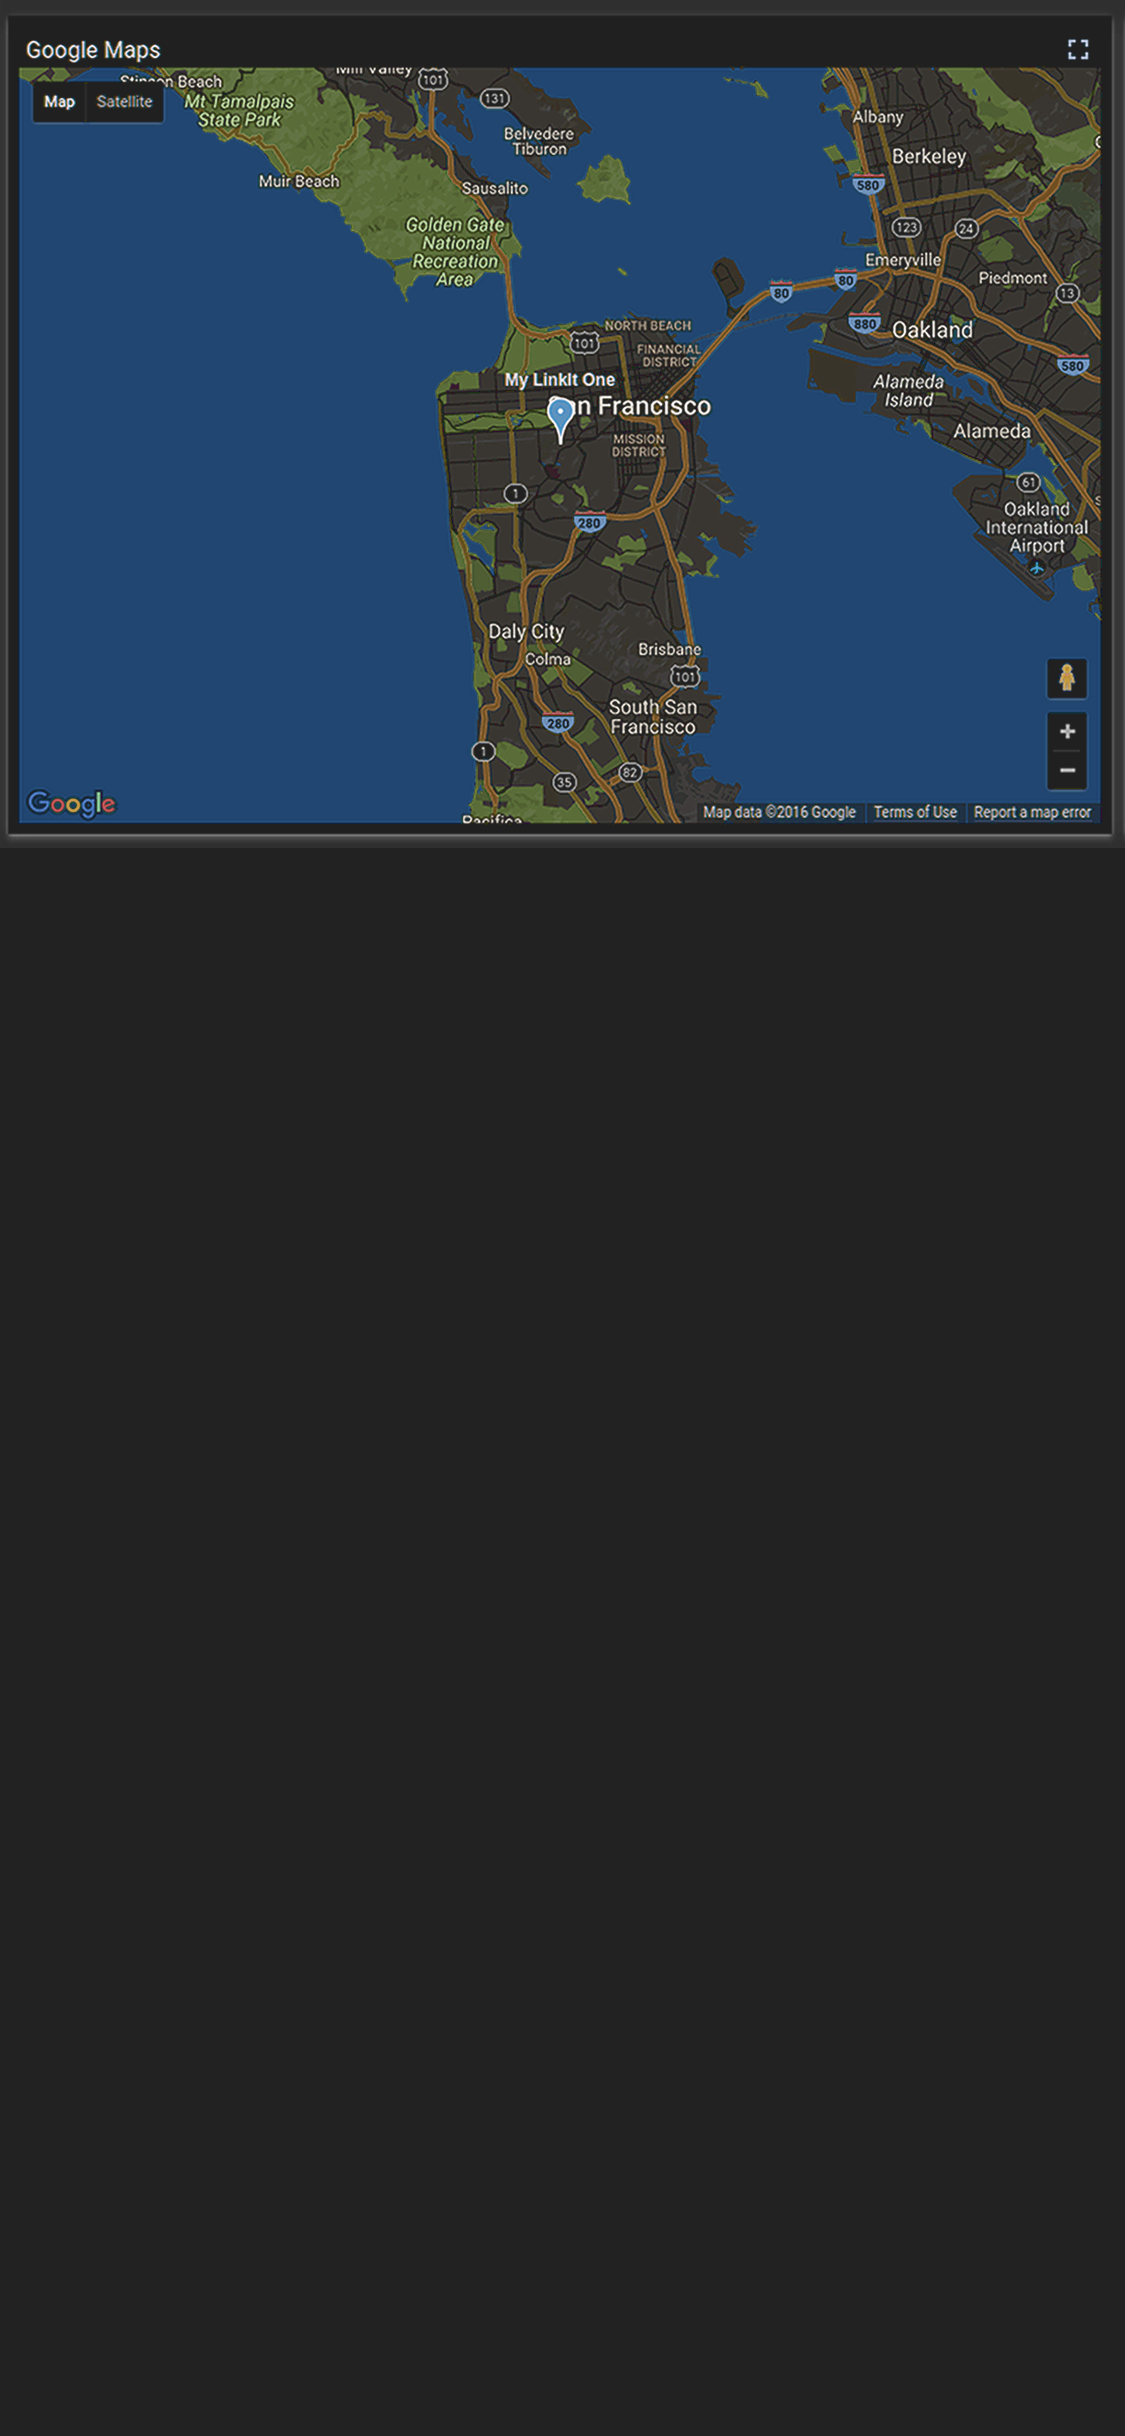 Google Maps
Mill Valley
Stinson Beach
101
Map
Satellite
131
Mt Tamalpais
State Park
Albany
Belvedere
Tiburon
Berkeley
Muir Beach
Sausalito
580
Golden Gate
National
Recreation
Area
123
24
Emeryville
Piedmont
80
80
13
NORTH BEACH
880
Oakland
101
FINANCIAL
DISTRICT
580
My LinkIt One
Alameda
Island
San Francisco
MISSION
DISTRICT
Alameda
1
61
280
Oakland
International
Airport
Daly City
Colma
Brisbane
101
South San
Francisco
280
1
35
82
Google
Pacifica
Map data ©2016 Google
Terms of Use
Report a map error